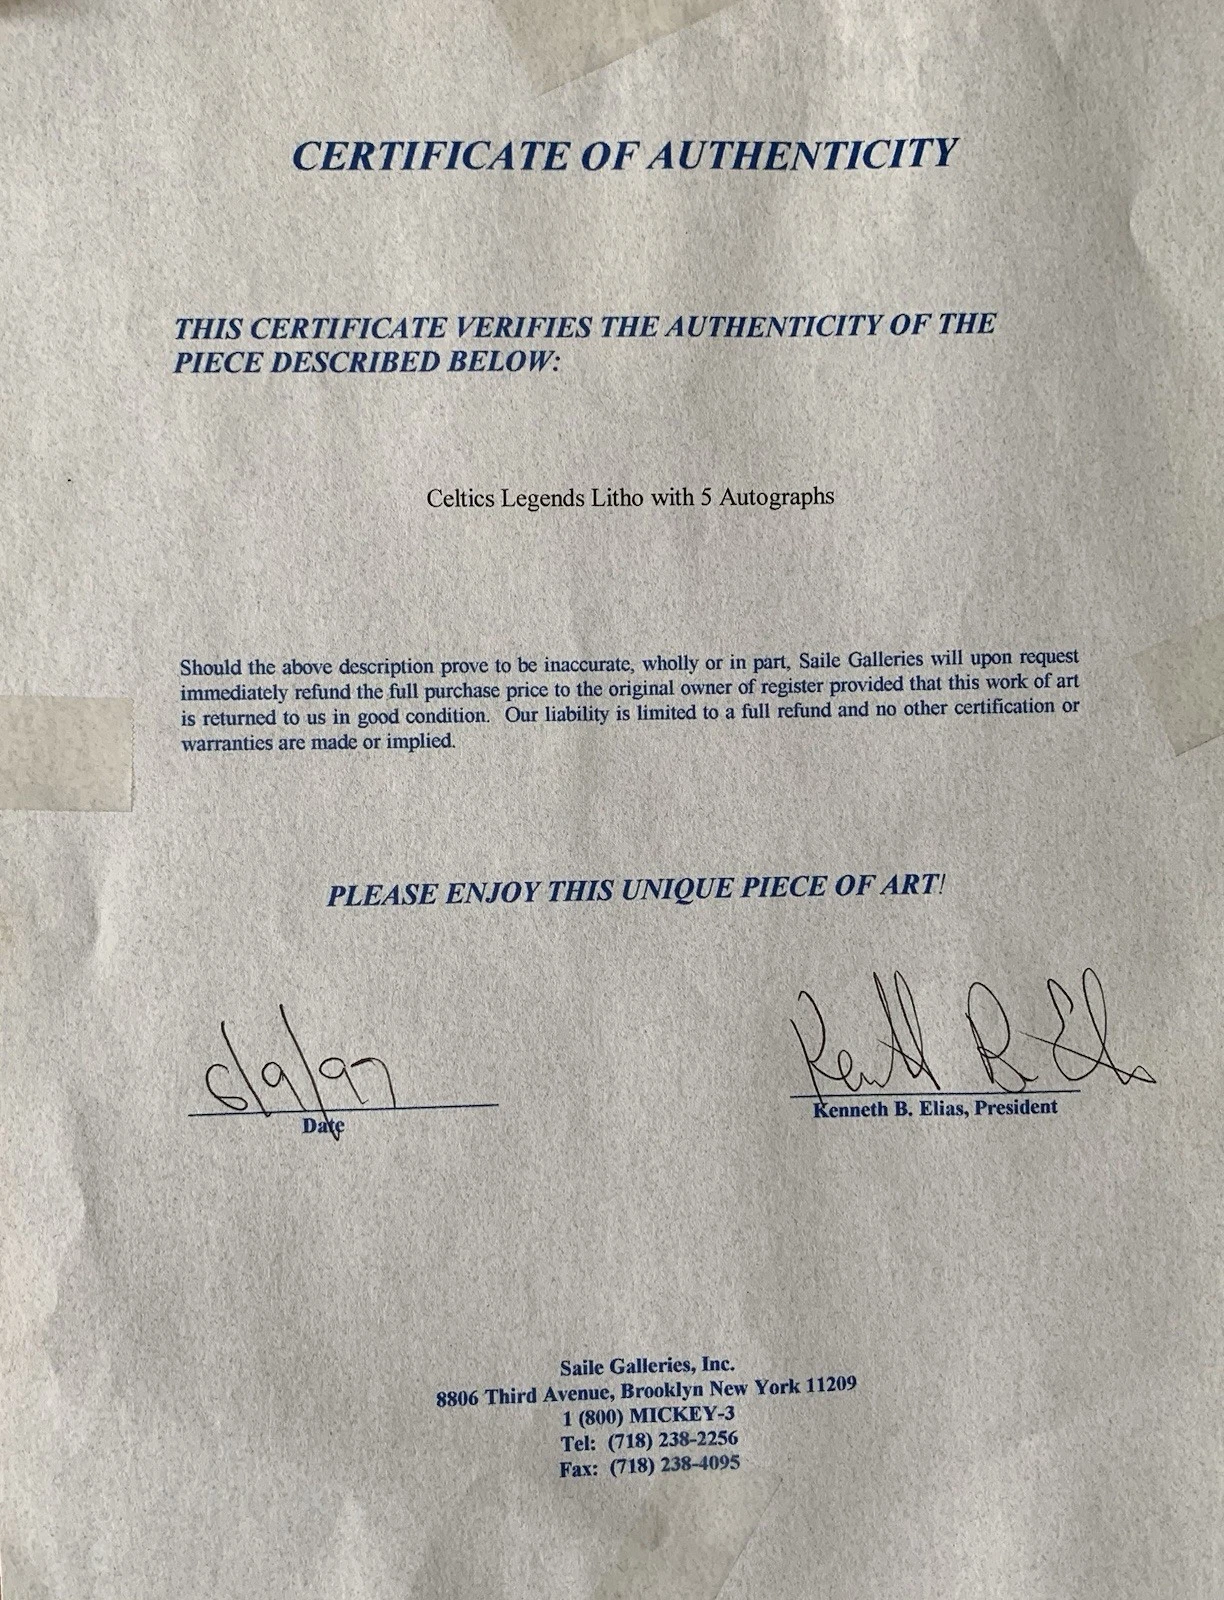 CERTIFICATE OF AUTHENTICITY
THIS CERTIFICATE VERIFIES THE AUTHENTICITY OF THE
PIECE DESCRIBED BELOW:
Celtics Legends Litho with 5 Autographs
Should the above description prove to be inaccurate, wholly or in part, Saile Galleries will upon request
immediately refund the full purchase price to the original owner of register provided that this work of art
is returned to us in good condition. Our liability is limited to a full refund and no other certification or
warranties are made or implied.
PLEASE ENJOY THIS UNIQUE PIECE OF ART!
6/9/97
Date
Kenneth B. Elias
Kenneth B. Elias, President
Saile Galleries, Inc.
8806 Third Avenue, Brooklyn New York 11209
1 (800) MICKEY-3
Tel: (718) 238-2256
Fax: (718) 238-4095